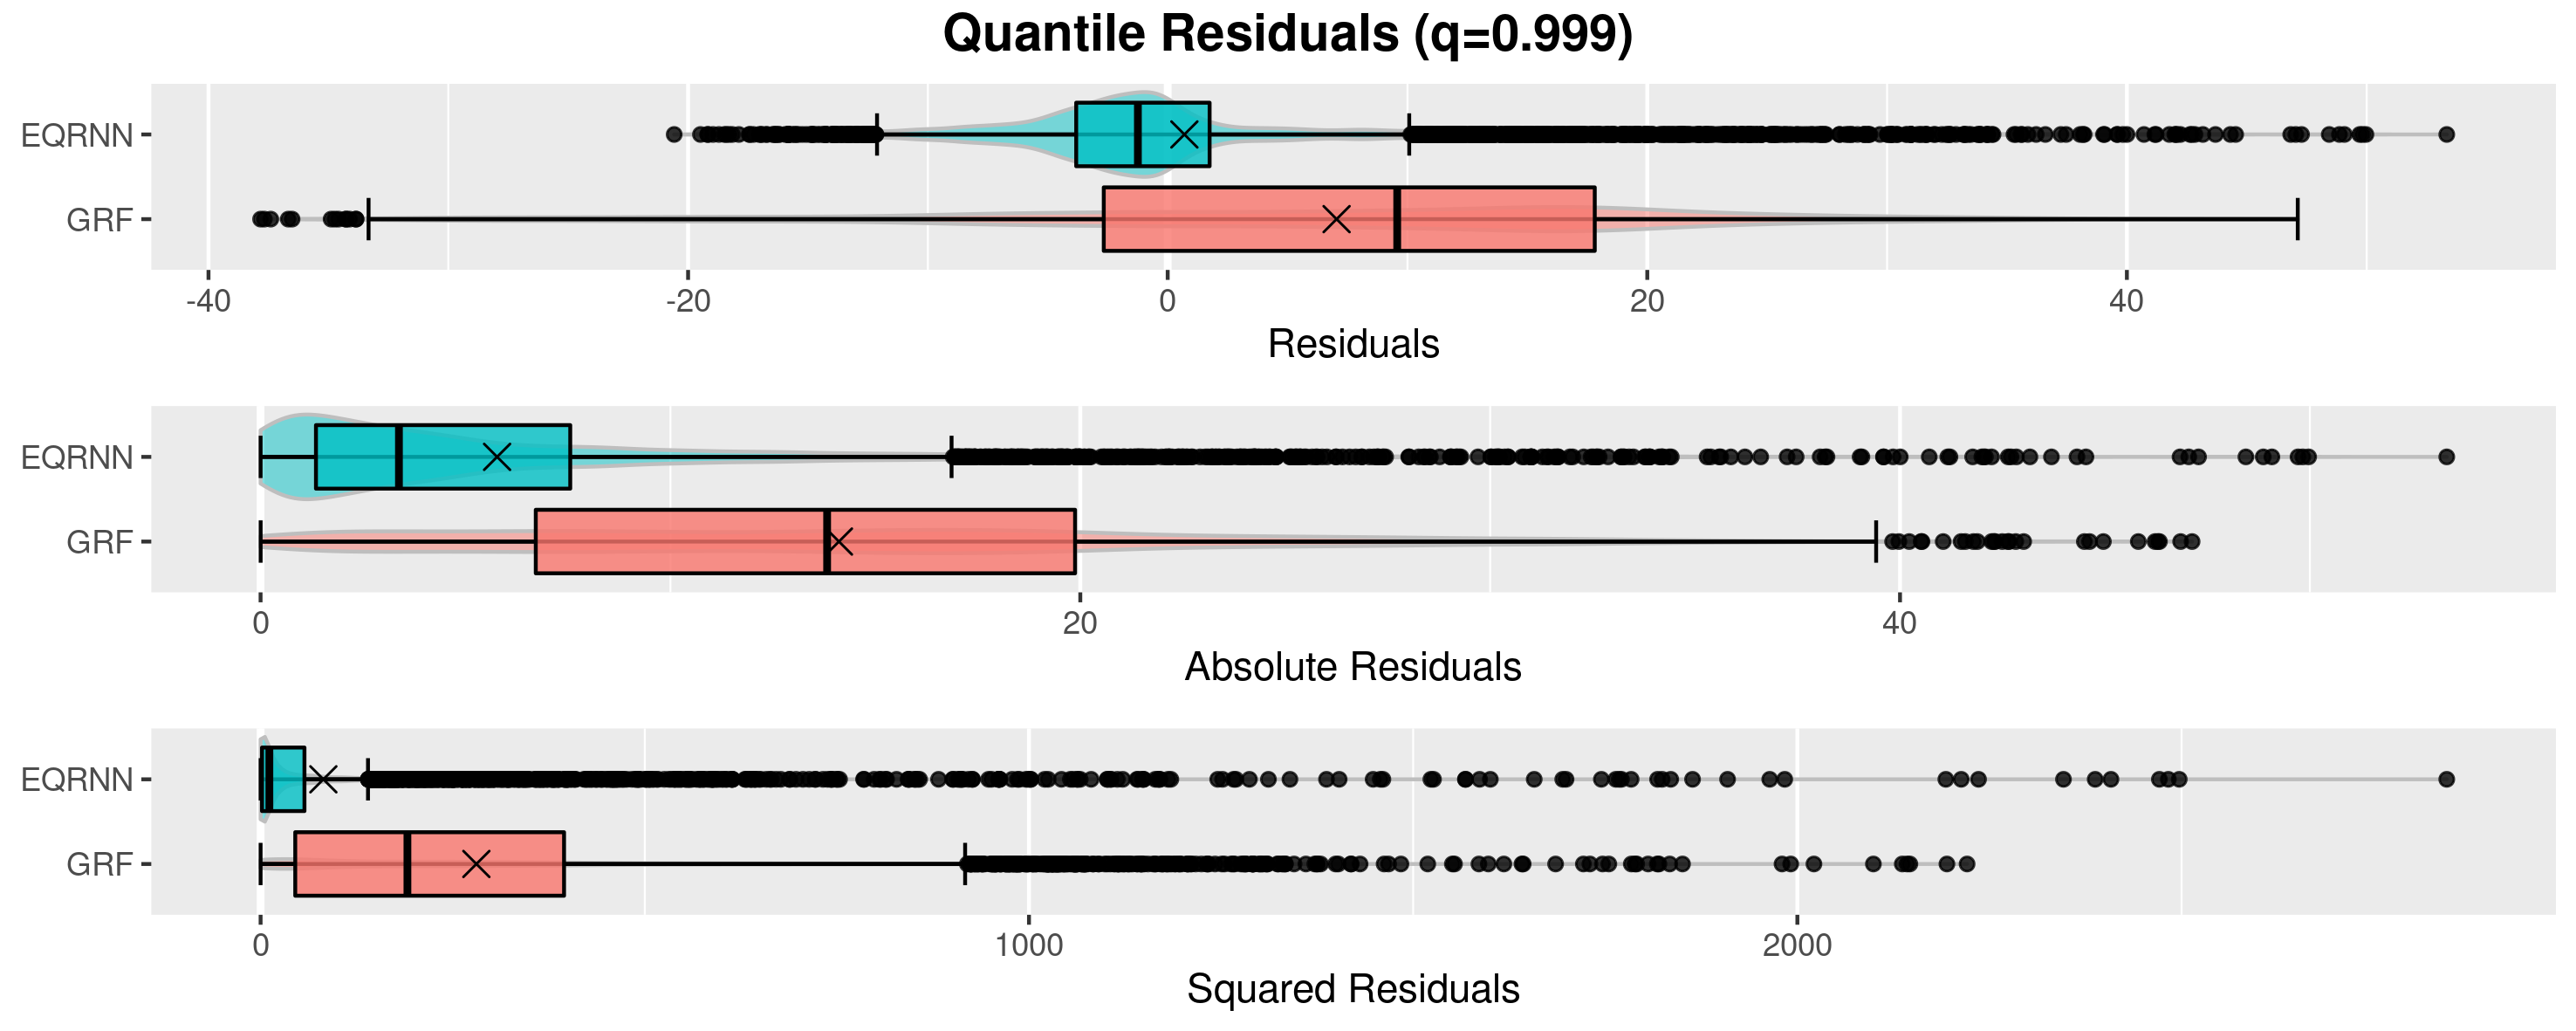 Quantile Residuals (q=0.999)
EQRNN
GRF
-40 -20 0 20 40
Residuals
EQRNN
GRF
0 20 40
Absolute Residuals
EQRNN
GRF
0 1000 2000
Squared Residuals